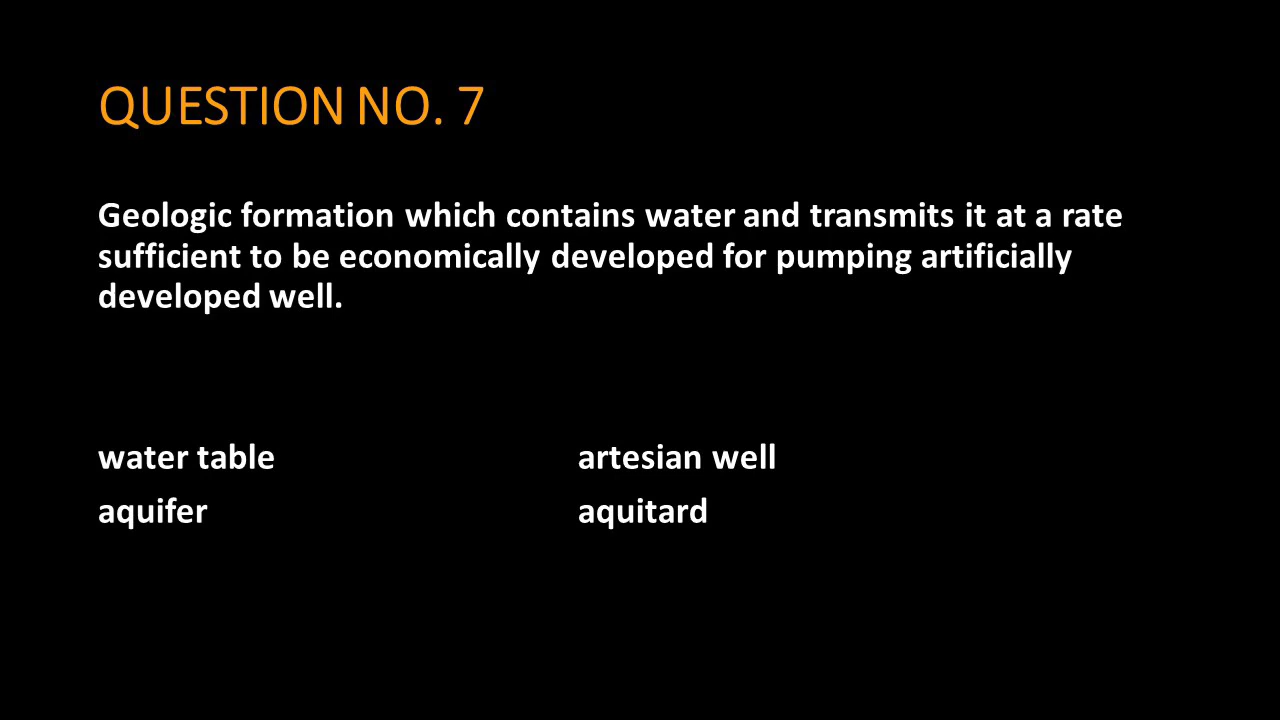 QUESTION NO. 7
Geologic formation which contains water and transmits it at a rate
sufficient to be economically developed for pumping artificially
developed well.
water table artesian well
aquifer aquitard